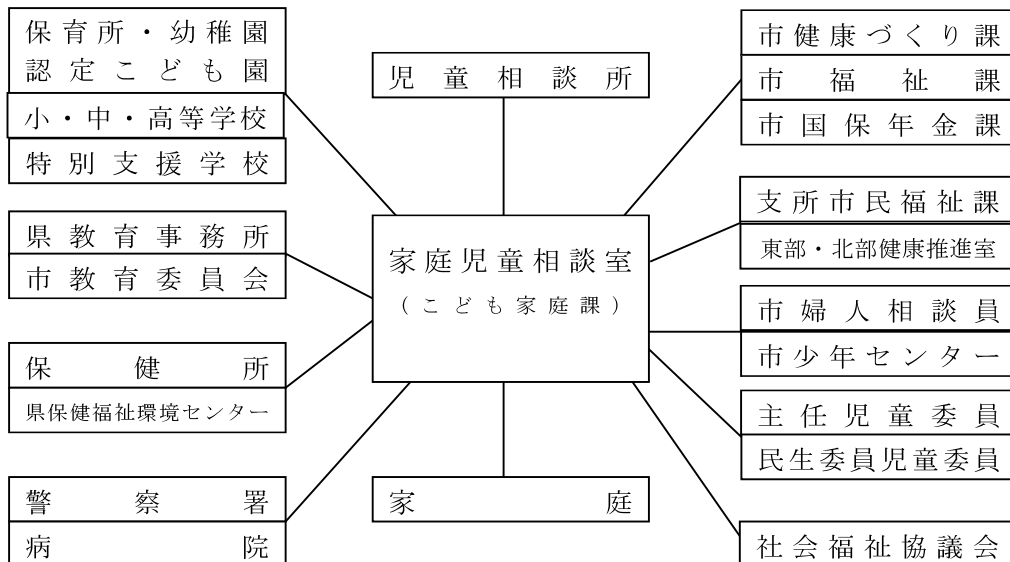 保育所・幼稚園
認定こども園
小・中・高等学校
特別支援学校
県教育事務所
市教育委員会
保健所
県保健福祉環境センター
警察署
病院
児童相談所
家庭児童相談室
（こども家庭課）
家庭
市健康づくり課
市福祉課
市国保年金課
支所市民福祉課
東部・北部健康推進室
市婦人相談員
市少年センター
主任児童委員
民生委員児童委員
社会福祉協議会